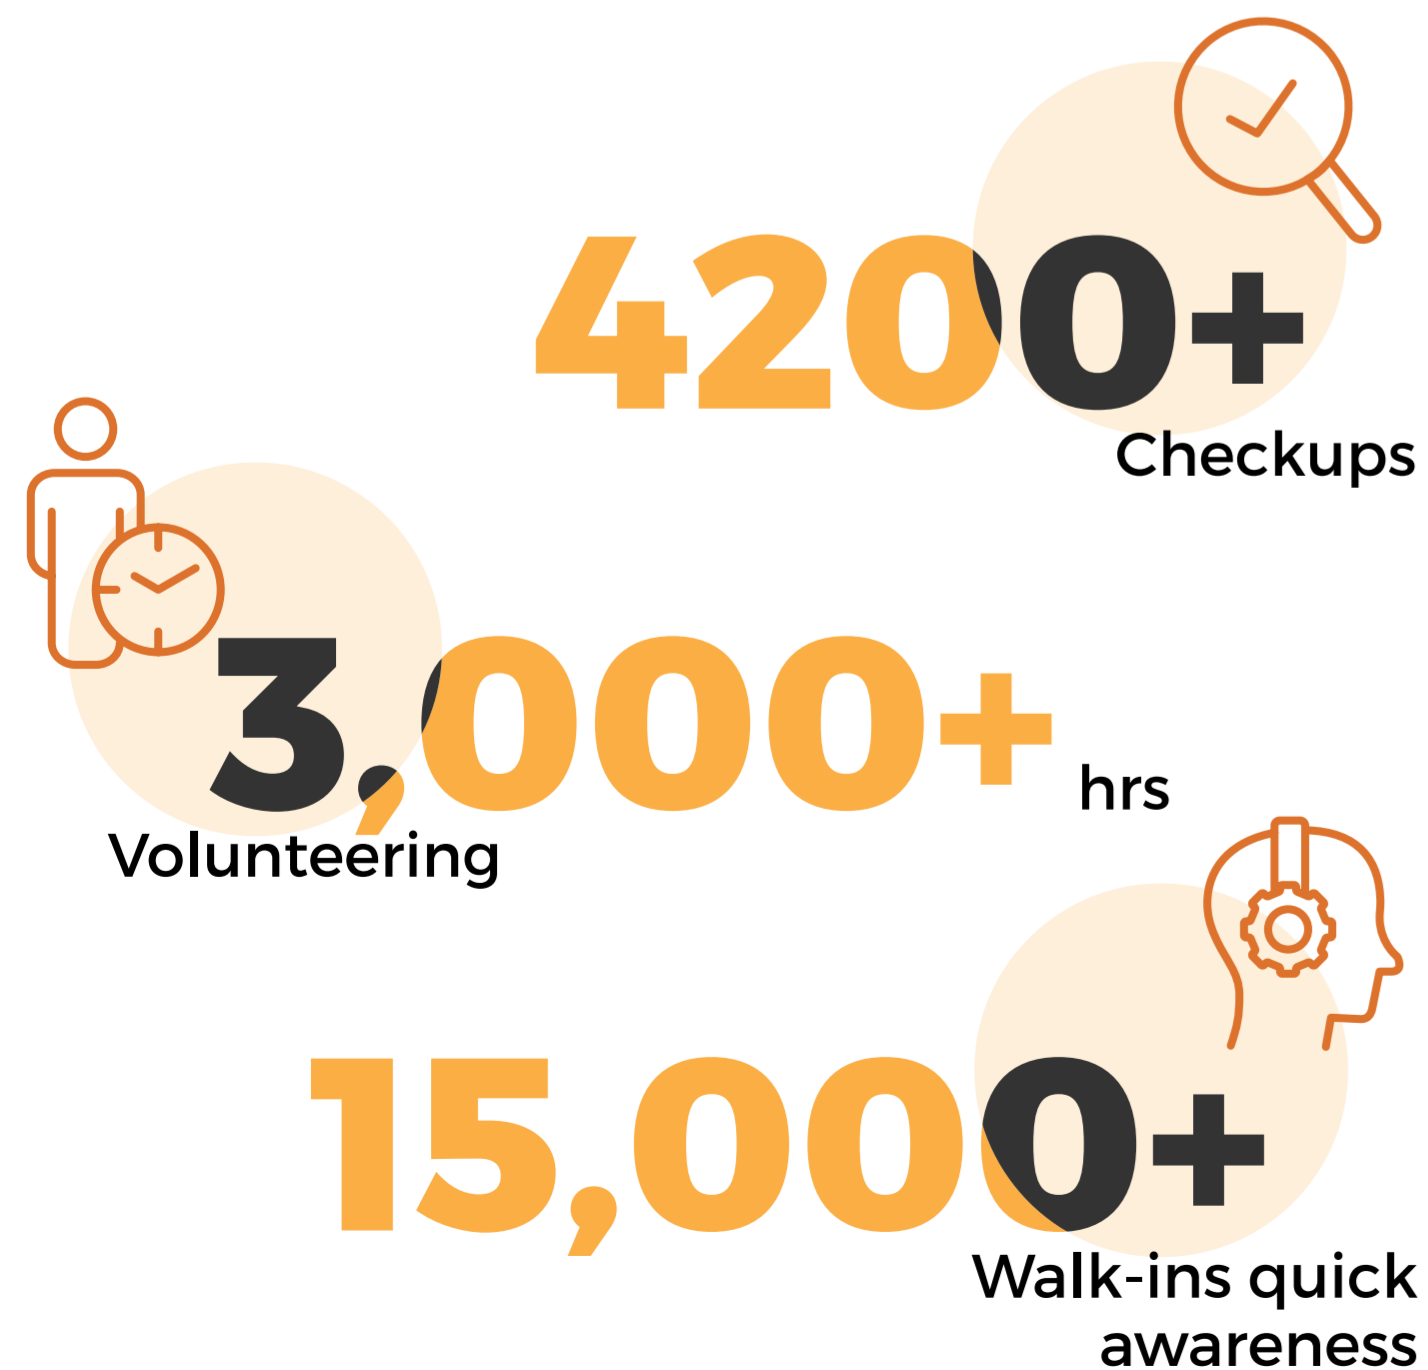 4200+
Checkups
3,000+ hrs
Volunteering
15,000+
Walk-ins quick
awareness